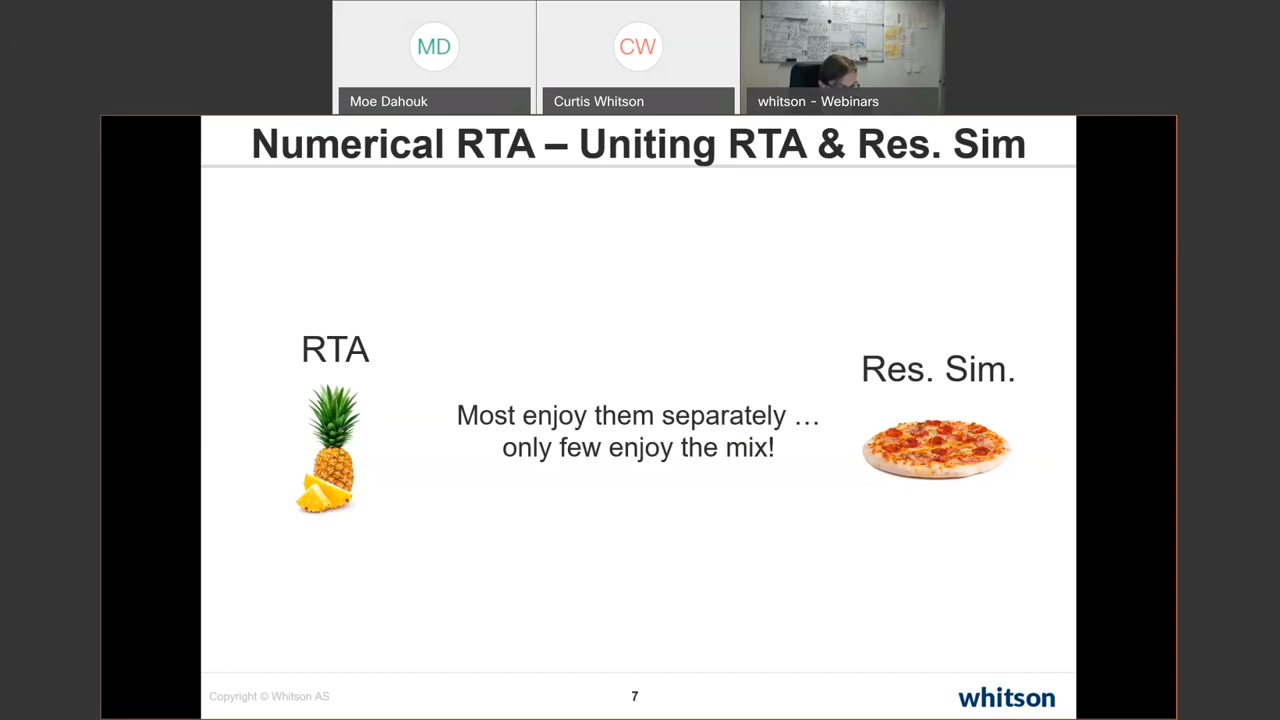 MD
CW
Moe Dahouk
Curtis Whitson
whitson - Webinars
Numerical RTA – Uniting RTA & Res. Sim
RTA
Res. Sim.
Most enjoy them separately …
only few enjoy the mix!
Copyright © Whitson AS
7
whitson